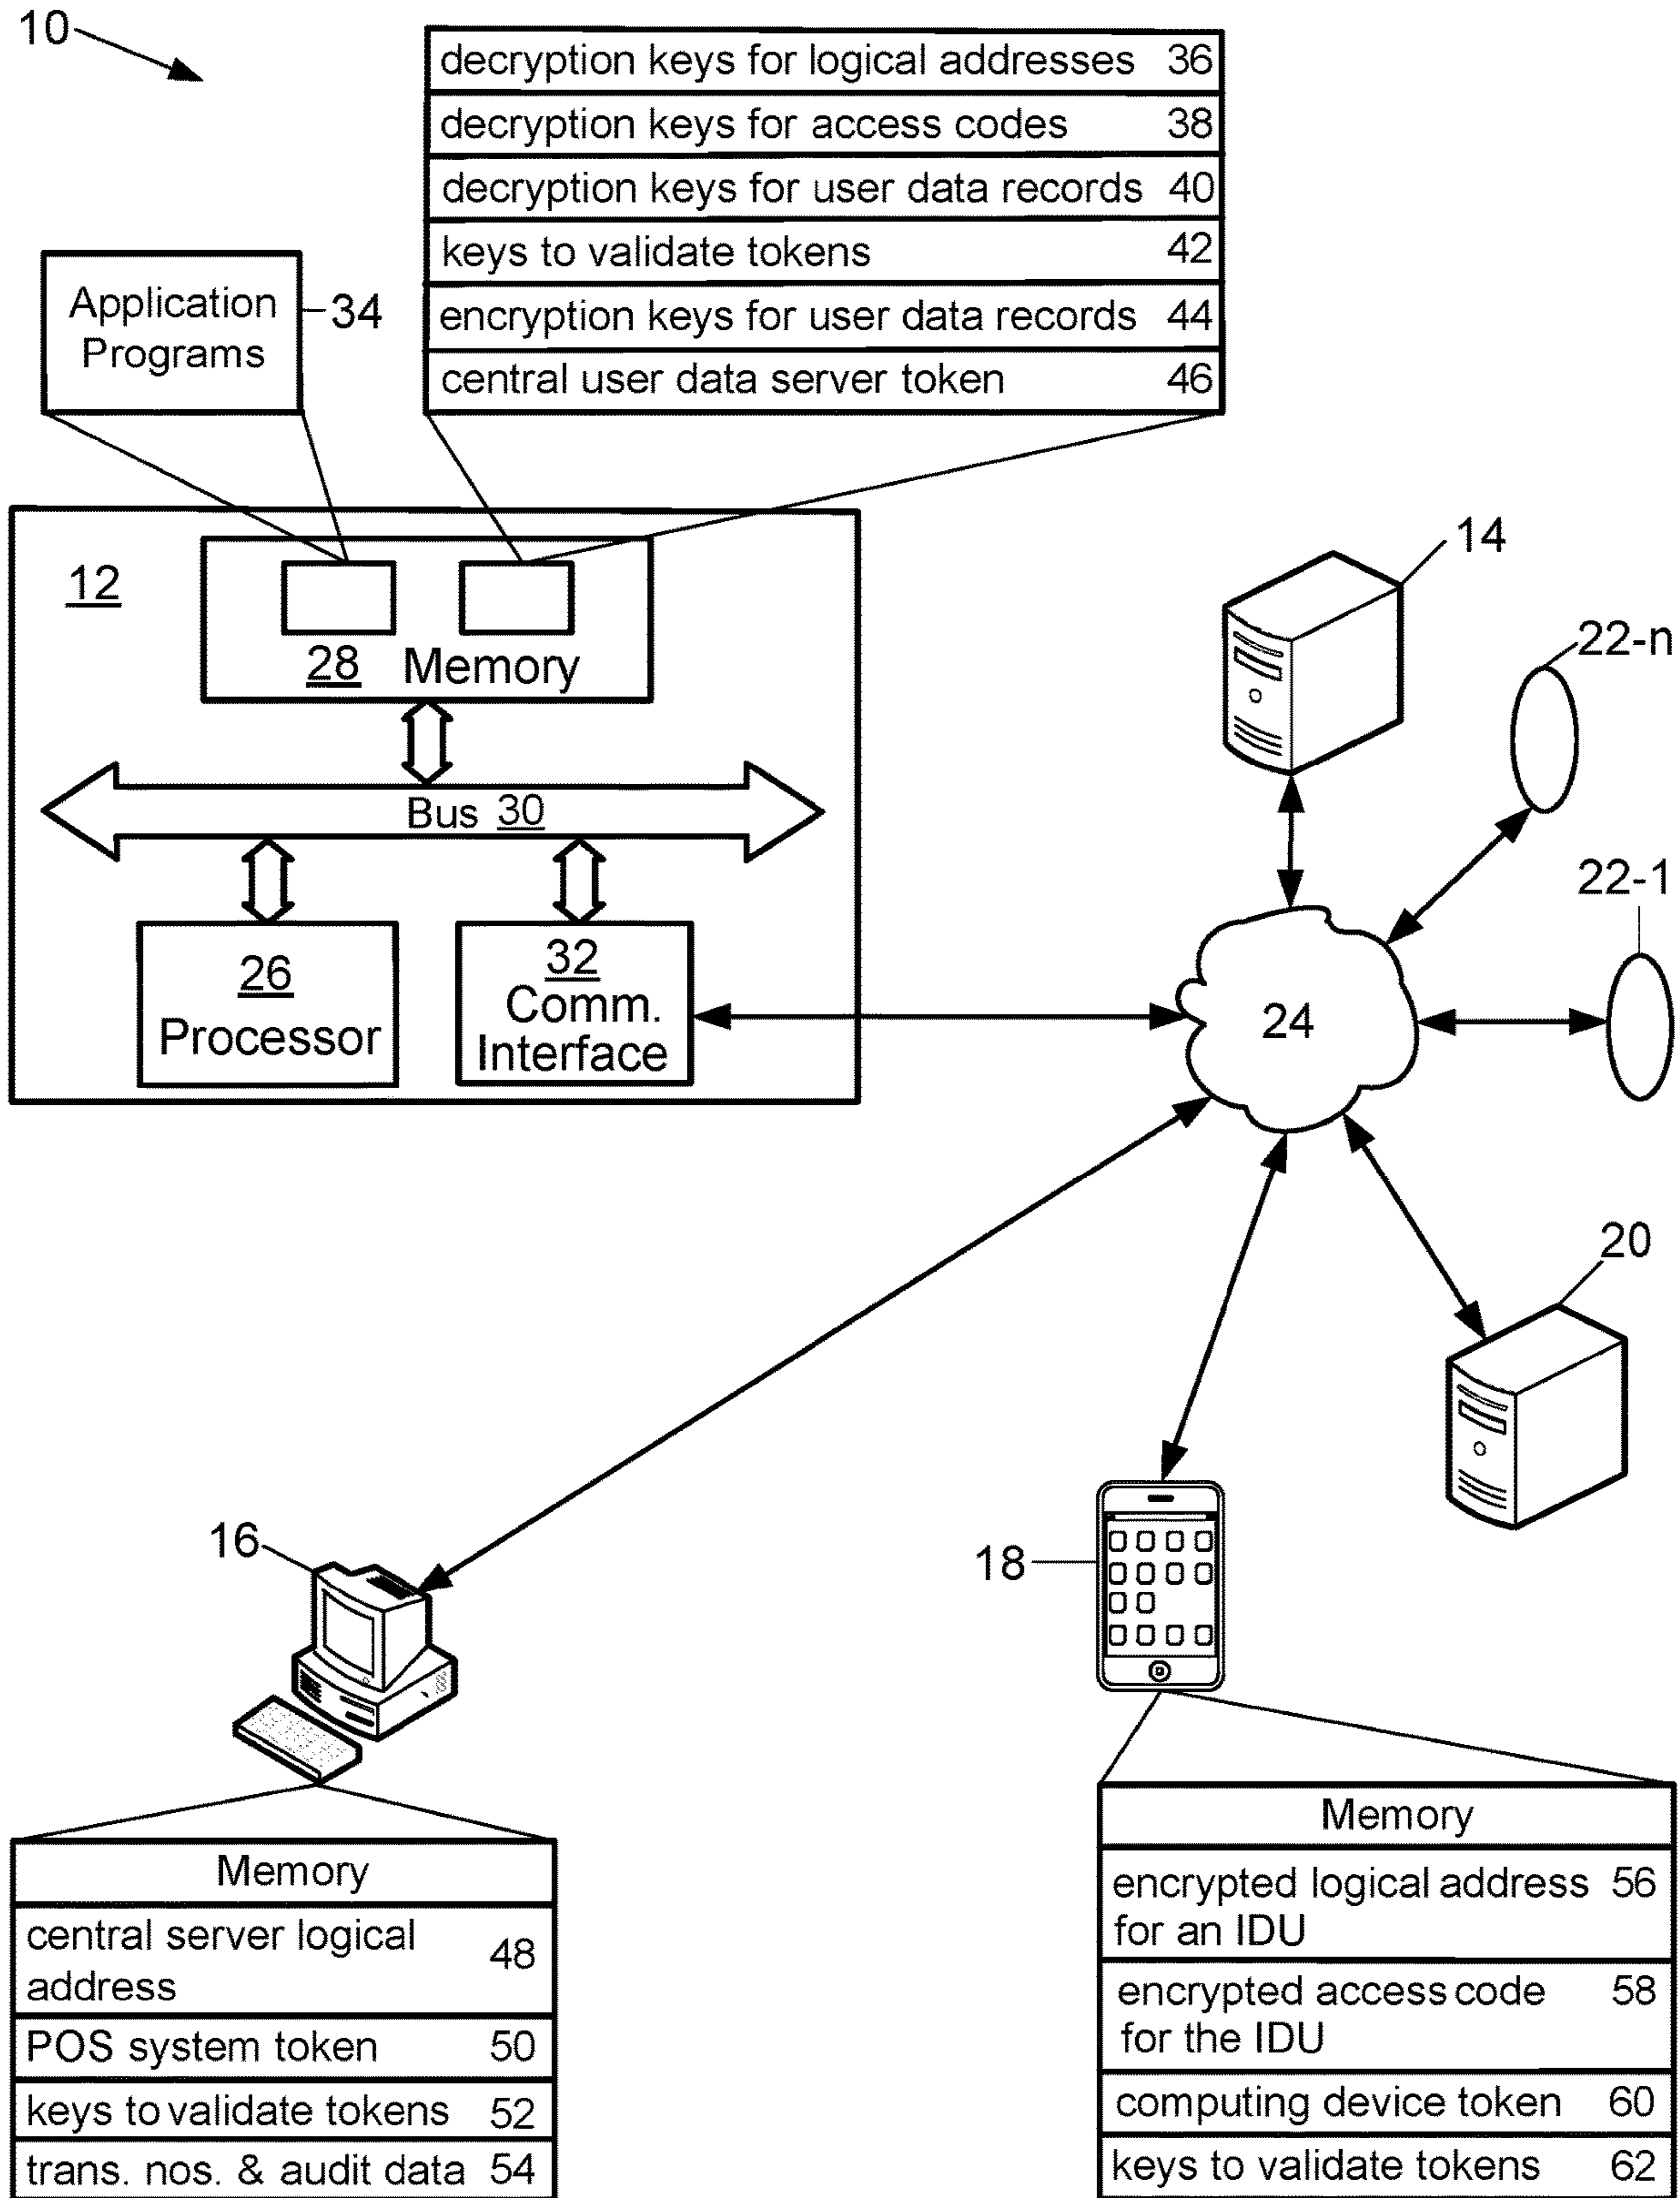 10
decryption keys for logical addresses 36
decryption keys for access codes 38
decryption keys for user data records 40
keys to validate tokens 42
encryption keys for user data records 44
central user data server token 46
Application
Programs
34
12
28 Memory
Bus 30
26
Processor
32
Comm.
Interface
14
22-n
22-1
24
20
16
18
Memory
central server logical
address
48
POS system token 50
keys to validate tokens 52
trans. nos. & audit data 54
Memory
encrypted logical address 56
for an IDU
encrypted access code 58
for the IDU
computing device token 60
keys to validate tokens 62